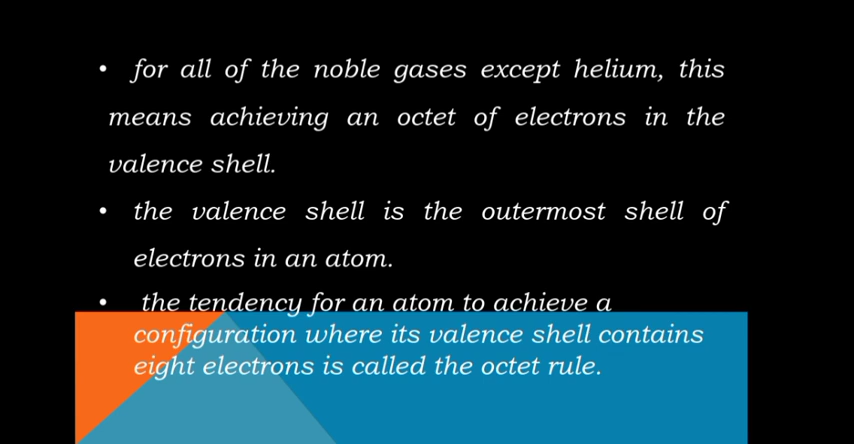 • for all of the noble gases except helium, this
means achieving an octet of electrons in the
valence shell.
• the valence shell is the outermost shell of
electrons in an atom.
• the tendency for an atom to achieve a
configuration where its valence shell contains
eight electrons is called the octet rule.